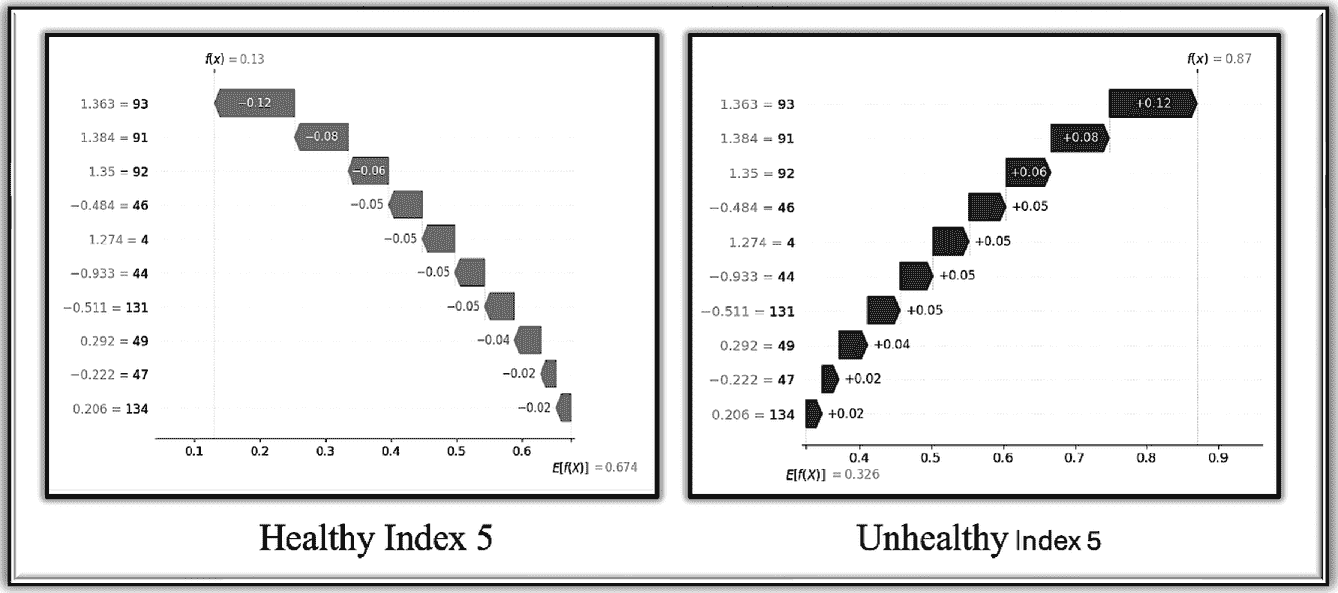 f(x) = 0.13
1.363 = 93
−0.12
1.384 = 91
−0.08
1.35 = 92
−0.06
−0.484 = 46
−0.05
1.274 = 4
−0.05
−0.933 = 44
−0.05
−0.511 = 131
−0.05
0.292 = 49
−0.04
−0.222 = 47
−0.02
0.206 = 134
−0.02
0.1 0.2 0.3 0.4 0.5 0.6
E[f(X)] = 0.674
Healthy Index 5
f(x) = 0.87
1.363 = 93
+0.12
1.384 = 91
+0.08
1.35 = 92
+0.06
−0.484 = 46
+0.05
1.274 = 4
+0.05
−0.933 = 44
+0.05
−0.511 = 131
+0.05
0.292 = 49
+0.04
−0.222 = 47
+0.02
0.206 = 134
+0.02
0.4 0.5 0.6 0.7 0.8 0.9
E[f(X)] = 0.326
Unhealthy Index 5